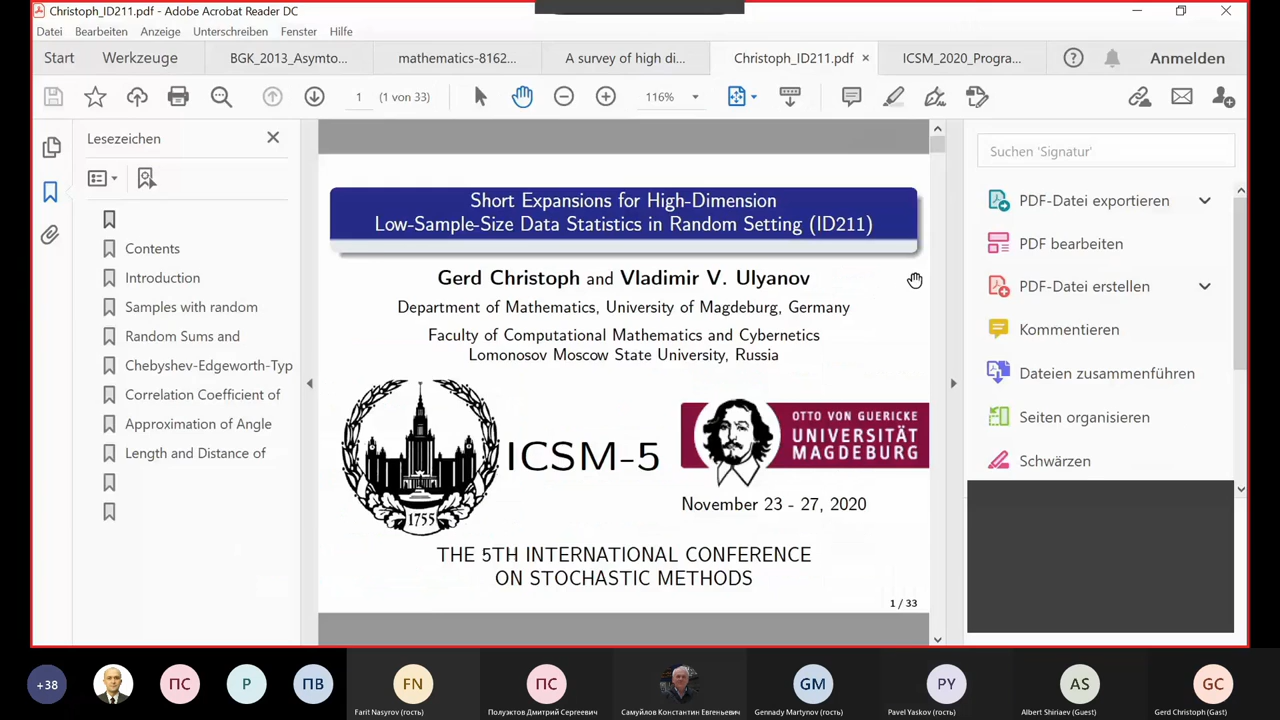 Christoph_ID211.pdf - Adobe Acrobat Reader DC
Datei Bearbeiten Anzeige Unterschreiben Fenster Hilfe
Start Werkzeuge BGK_2013_Asymto... mathematics-8162... A survey of high di... Christoph_ID211.pdf × ICSM_2020_Progra... Anmelden
1 (1 von 33) 116%
Lesezeichen
Contents
Introduction
Samples with random
Random Sums and
Chebyshev-Edgeworth-Typ
Correlation Coefficient of
Approximation of Angle
Length and Distance of
Short Expansions for High-Dimension
Low-Sample-Size Data Statistics in Random Setting (ID211)
Gerd Christoph and Vladimir V. Ulyanov
Department of Mathematics, University of Magdeburg, Germany
Faculty of Computational Mathematics and Cybernetics
Lomonosov Moscow State University, Russia
1755
ICSM-5
OTTO VON GUERICKE
UNIVERSITÄT
MAGDEBURG
November 23 - 27, 2020
THE 5TH INTERNATIONAL CONFERENCE
ON STOCHASTIC METHODS
1 / 33
Suchen 'Signatur'
PDF-Datei exportieren
PDF bearbeiten
PDF-Datei erstellen
Kommentieren
Dateien zusammenführen
Seiten organisieren
Schwärzen
+38 ПС P ПВ FN ПС GM PY AS GC
Farit Nasyrov (гость) Полуэктов Дмитрий Сергеевич Самуйлов Константин Евгеньевич Gennady Martynov (гость) Pavel Yaskov (гость) Albert Shiriaev (Guest) Gerd Christoph (Gast)